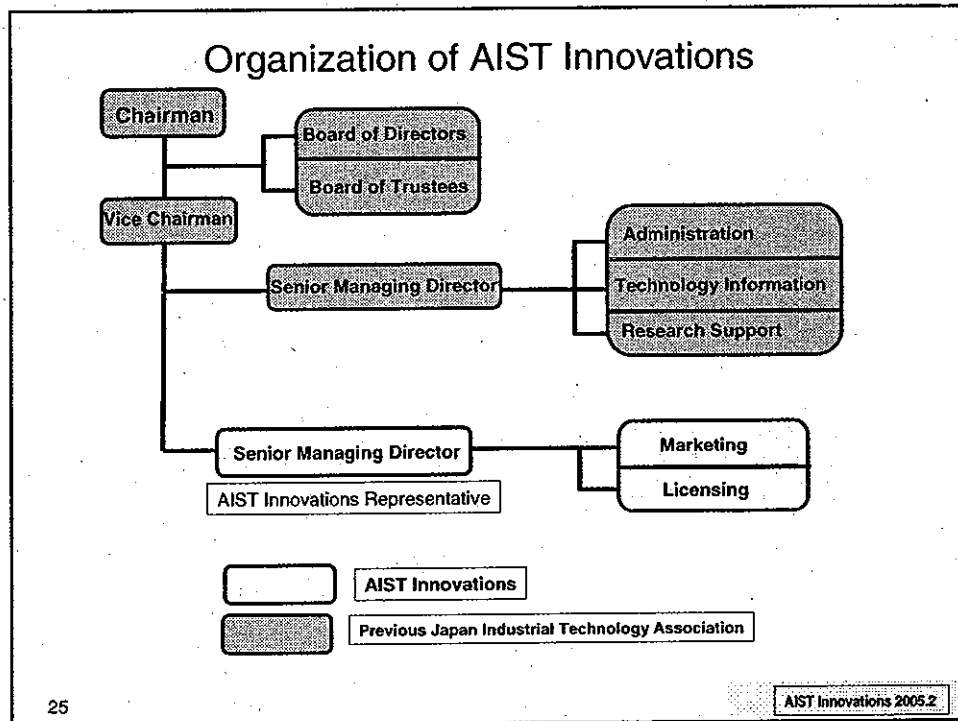 Organization of AIST Innovations
Chairman
Board of Directors
Board of Trustees
Vice Chairman
Administration
Senior Managing Director
Technology Information
Research Support
Senior Managing Director
Marketing
AIST Innovations Representative
Licensing
AIST Innovations
Previous Japan Industrial Technology Association
25
AIST Innovations 2005.2